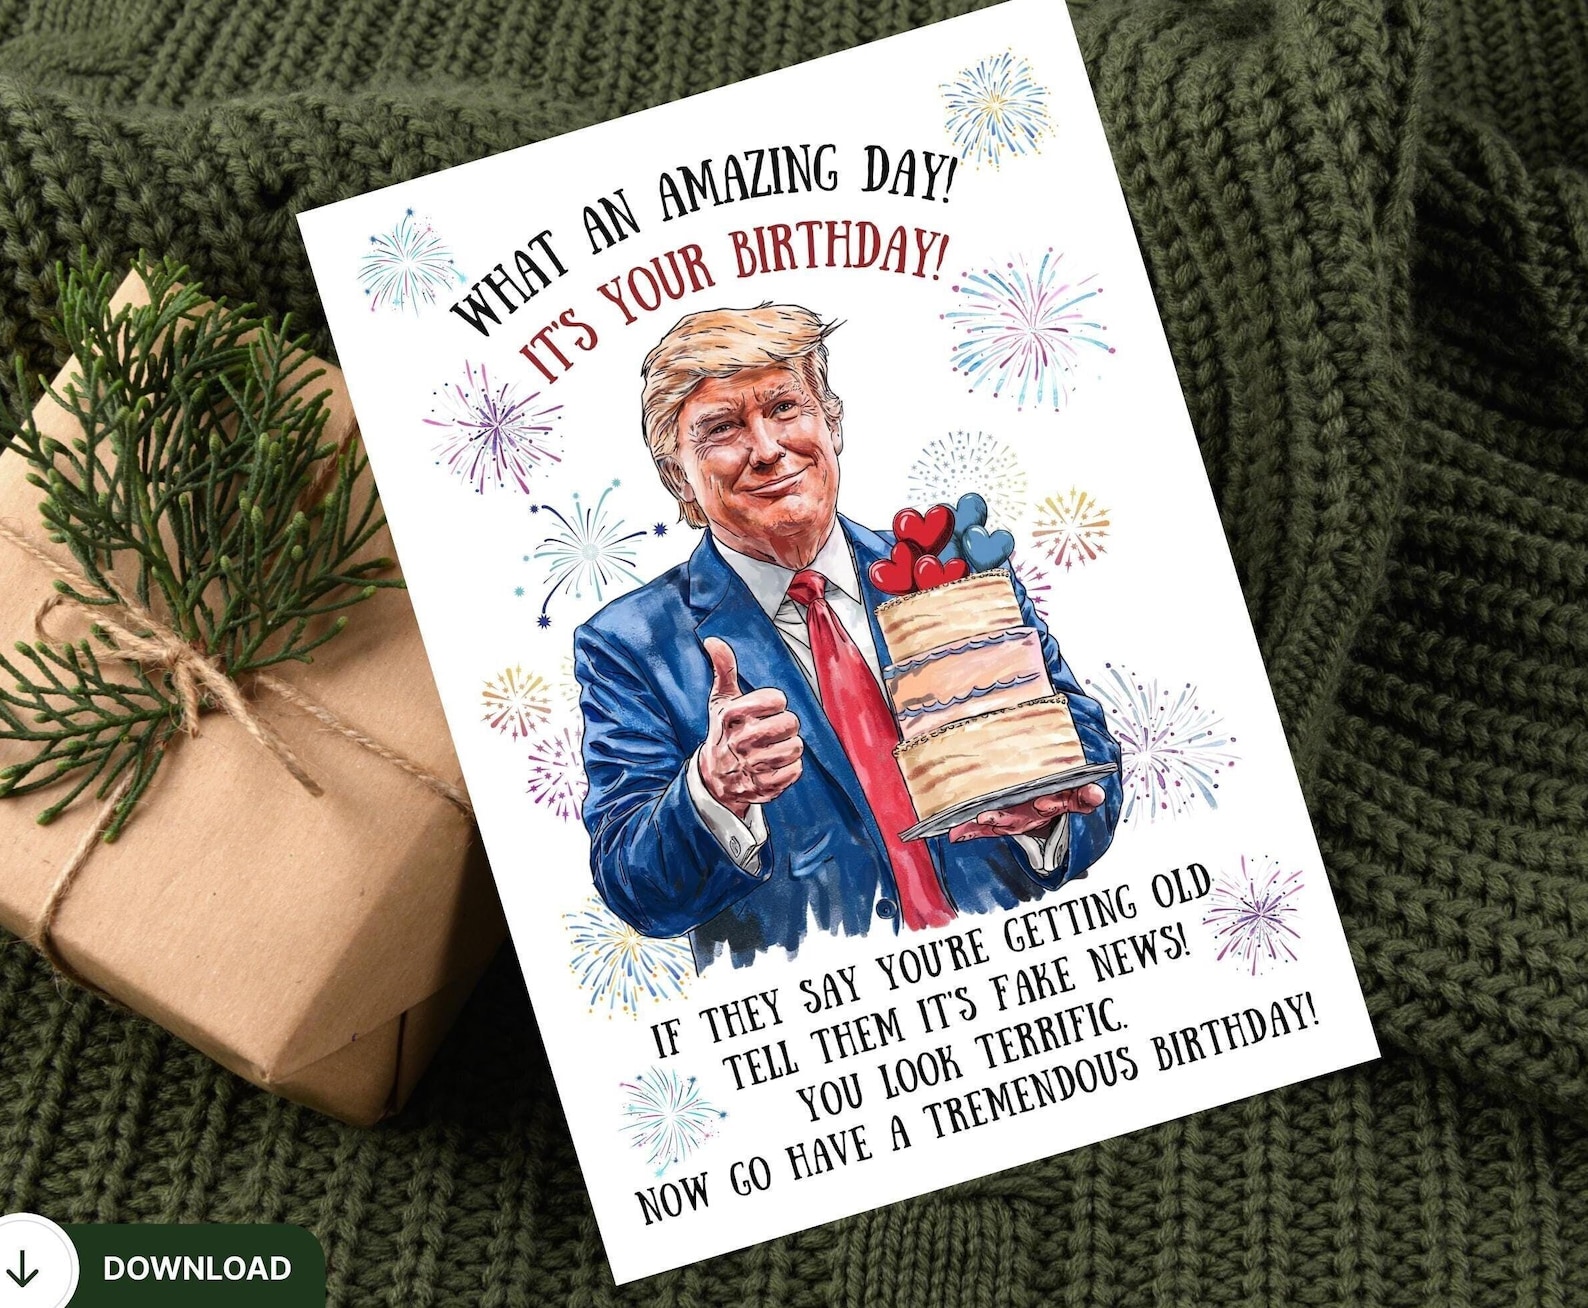 WHAT AN AMAZING DAY!
IT'S YOUR BIRTHDAY!
IF THEY SAY YOU'RE GETTING OLD
TELL THEM IT'S FAKE NEWS!
YOU LOOK TERRIFIC.
NOW GO HAVE A TREMENDOUS BIRTHDAY!
DOWNLOAD